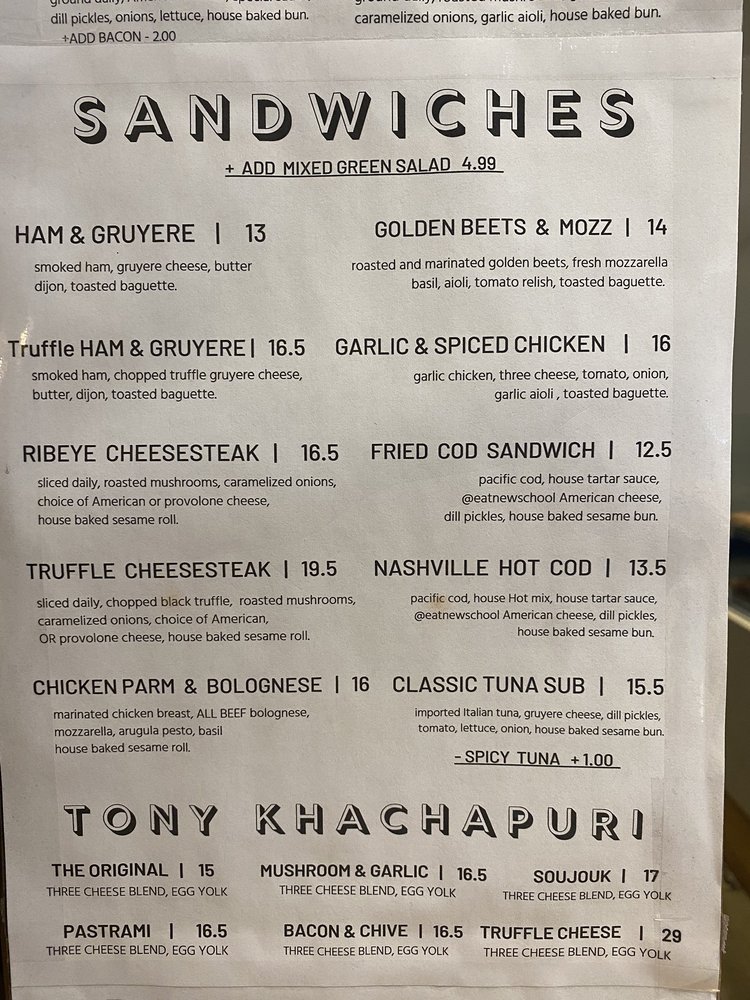 dill pickles, onions, lettuce, house baked bun.
+ADD BACON - 2.00
caramelized onions, garlic aioli, house baked bun.
SANDWICHES
+ ADD MIXED GREEN SALAD 4.99
HAM & GRUYERE | 13
smoked ham, gruyere cheese, butter
dijon, toasted baguette.
GOLDEN BEETS & MOZZ | 14
roasted and marinated golden beets, fresh mozzarella
basil, aioli, tomato relish, toasted baguette.
Truffle HAM & GRUYERE | 16.5
smoked ham, chopped truffle gruyere cheese,
butter, dijon, toasted baguette.
GARLIC & SPICED CHICKEN | 16
garlic chicken, three cheese, tomato, onion,
garlic aioli , toasted baguette.
RIBEYE CHEESESTEAK | 16.5
sliced daily, roasted mushrooms, caramelized onions,
choice of American or provolone cheese,
house baked sesame roll.
FRIED COD SANDWICH | 12.5
pacific cod, house tartar sauce,
@eatnewschool American cheese,
dill pickles, house baked sesame bun.
TRUFFLE CHEESESTEAK | 19.5
sliced daily, chopped black truffle, roasted mushrooms,
caramelized onions, choice of American,
OR provolone cheese, house baked sesame roll.
NASHVILLE HOT COD | 13.5
pacific cod, house Hot mix, house tartar sauce,
@eatnewschool American cheese, dill pickles,
house baked sesame bun.
CHICKEN PARM & BOLOGNESE | 16
marinated chicken breast, ALL BEEF bolognese,
mozzarella, arugula pesto, basil
house baked sesame roll.
CLASSIC TUNA SUB | 15.5
imported Italian tuna, gruyere cheese, dill pickles,
tomato, lettuce, onion, house baked sesame bun.
- SPICY TUNA +1.00
TONY KHACHAPURI
THE ORIGINAL | 15
THREE CHEESE BLEND, EGG YOLK
MUSHROOM & GARLIC | 16.5
THREE CHEESE BLEND, EGG YOLK
SOUJOUK | 17
THREE CHEESE BLEND, EGG YOLK
PASTRAMI | 16.5
THREE CHEESE BLEND, EGG YOLK
BACON & CHIVE | 16.5
THREE CHEESE BLEND, EGG YOLK
TRUFFLE CHEESE | 29
THREE CHEESE BLEND, EGG YOLK